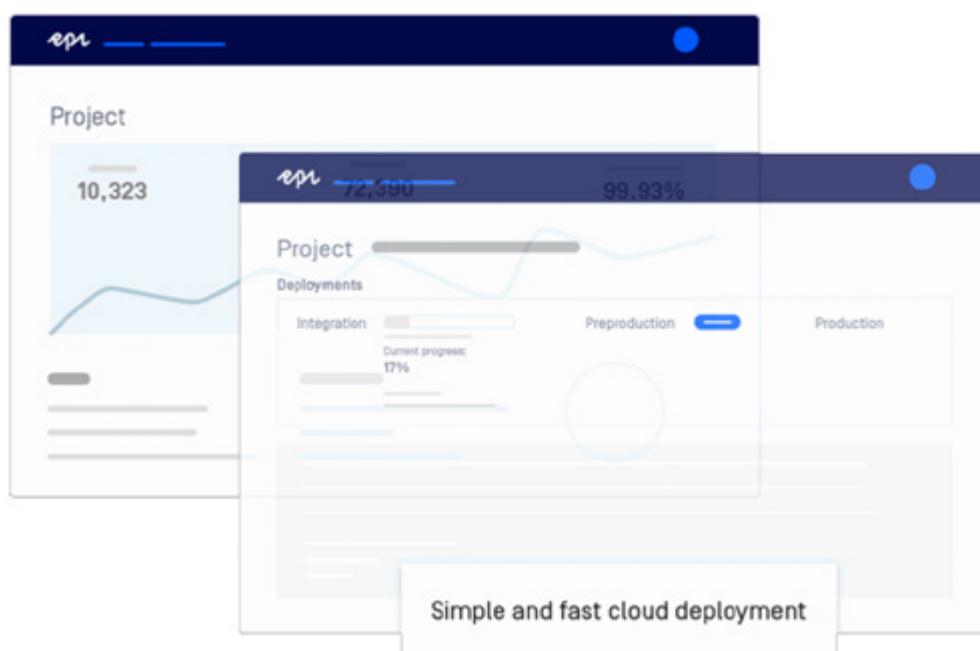 epi
Project
10,323
72,390
99.93%
epi
Project
Deployments
Integration
Preproduction
Production
Current progress:
17%
Simple and fast cloud deployment